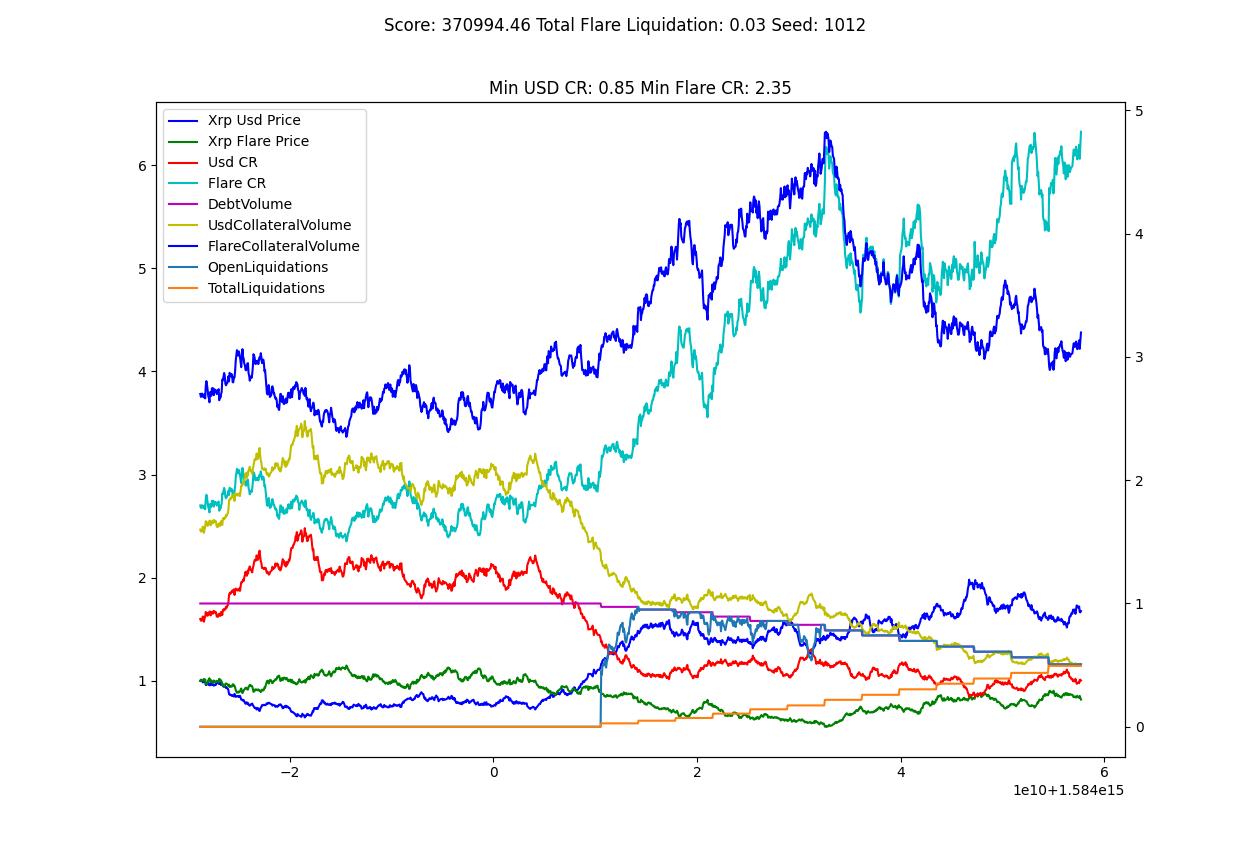 Score: 370994.46 Total Flare Liquidation: 0.03 Seed: 1012
Min USD CR: 0.85 Min Flare CR: 2.35
Xrp Usd Price
Xrp Flare Price
Usd CR
Flare CR
DebtVolume
UsdCollateralVolume
FlareCollateralVolume
OpenLiquidations
TotalLiquidations
6
5
4
3
2
1
5
4
3
2
1
0
−2
0
2
4
6
1e10+1.584e15